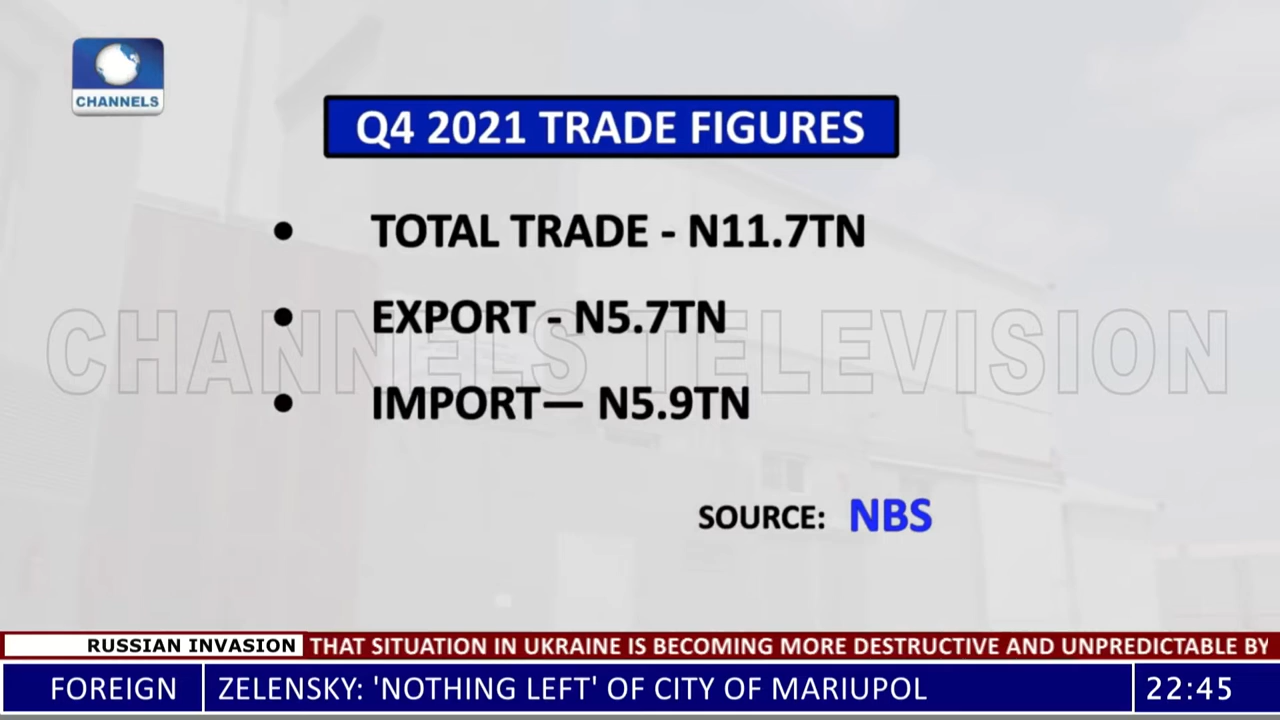 CHANNELS
Q4 2021 TRADE FIGURES
• TOTAL TRADE - N11.7TN
• EXPORT - N5.7TN
CHANNELS TELEVISION
• IMPORT— N5.9TN
SOURCE: NBS
RUSSIAN INVASION THAT SITUATION IN UKRAINE IS BECOMING MORE DESTRUCTIVE AND UNPREDICTABLE BY
FOREIGN ZELENSKY: 'NOTHING LEFT' OF CITY OF MARIUPOL 22:45